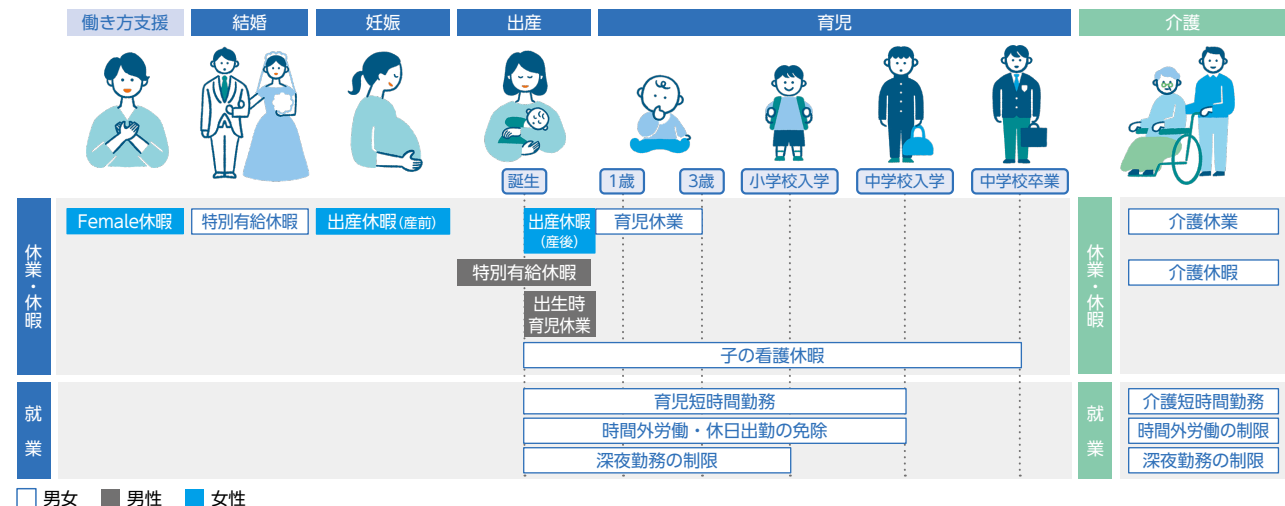 働き方支援
結婚
妊娠
出産
育児
介護
誕生
1歳
3歳
小学校入学
中学校入学
中学校卒業
休業・休暇
Female休暇
特別有給休暇
出産休暇(産前)
出産休暇
(産後)
育児休業
特別有給休暇
出生時
育児休業
子の看護休暇
休業・休暇
介護休業
介護休暇
就業
育児短時間勤務
時間外労働・休日出勤の免除
深夜勤務の制限
就業
介護短時間勤務
時間外労働の制限
深夜勤務の制限
男女
男性
女性